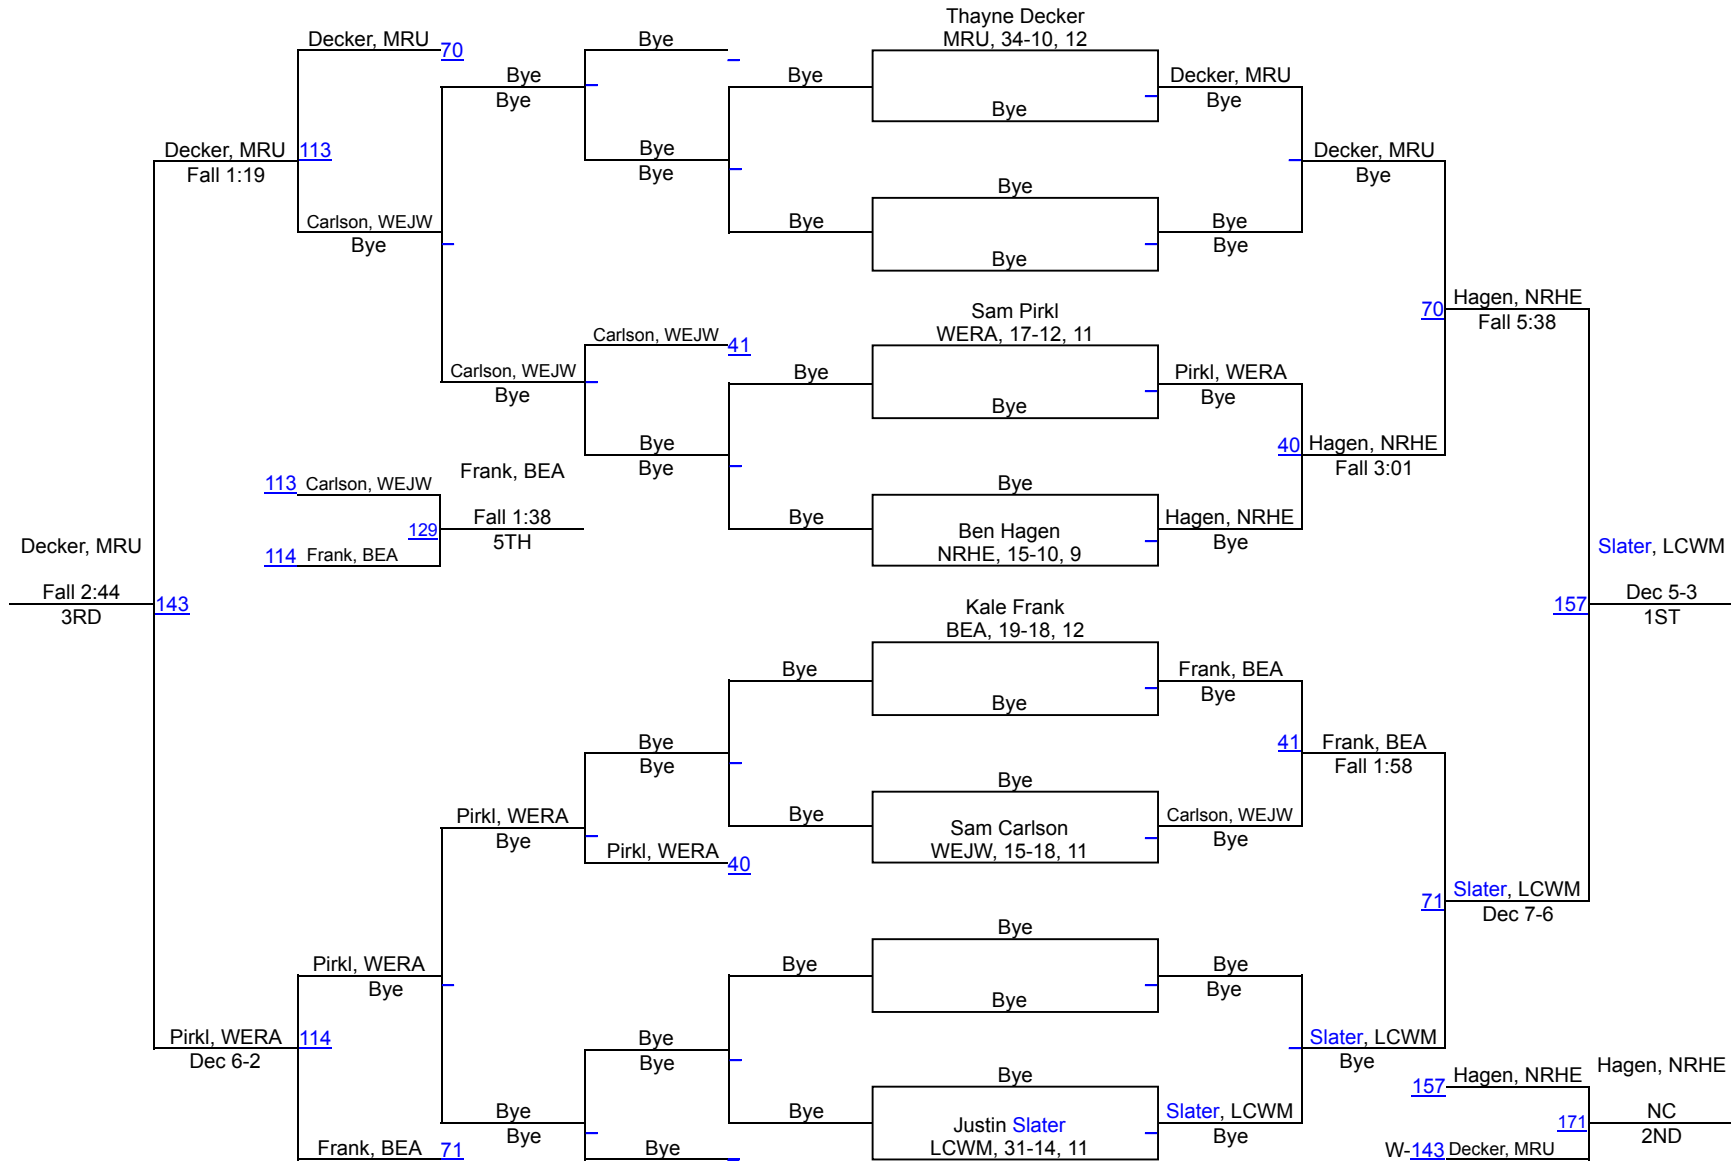 Thayne Decker
Decker, MRU
70
Bye
MRU, 34-10, 12
Bye
Bye
Bye
Decker, MRU
Bye
Bye
Decker, MRU
113
Fall 1:19
Bye
Bye
Decker, MRU
Bye
Bye
Carlson, WEJW
Bye
Bye
Bye
Bye
Bye
Sam Pirkl
WERA, 17-12, 11
70
Hagen, NRHE
Fall 5:38
Carlson, WEJW
41
Carlson, WEJW
Bye
Bye
Pirkl, WERA
Bye
Bye
Bye
Bye
40
Hagen, NRHE
Fall 3:01
Frank, BEA
113
Carlson, WEJW
Bye
Fall 1:38
129
5TH
Bye
Ben Hagen
NRHE, 15-10, 9
Hagen, NRHE
Bye
114
Frank, BEA
Decker, MRU
Fall 2:44
143
3RD
Slater, LCWM
157
Dec 5-3
1ST
Kale Frank
BEA, 19-18, 12
Bye
Frank, BEA
Bye
Bye
Bye
Bye
41
Frank, BEA
Fall 1:58
Bye
Bye
Sam Carlson
WEJW, 15-18, 11
Carlson, WEJW
Bye
Pirkl, WERA
Bye
Pirkl, WERA
40
71
Slater, LCWM
Dec 7-6
Bye
Pirkl, WERA
Bye
Bye
Bye
Bye
Bye
Pirkl, WERA
114
Dec 6-2
Bye
Bye
Slater, LCWM
Bye
Bye
157
Hagen, NRHE
Hagen, NRHE
Bye
Bye
Bye
Justin Slater
LCWM, 31-14, 11
Slater, LCWM
Bye
171
NC
2ND
Frank, BEA
71
W-143
Decker, MRU